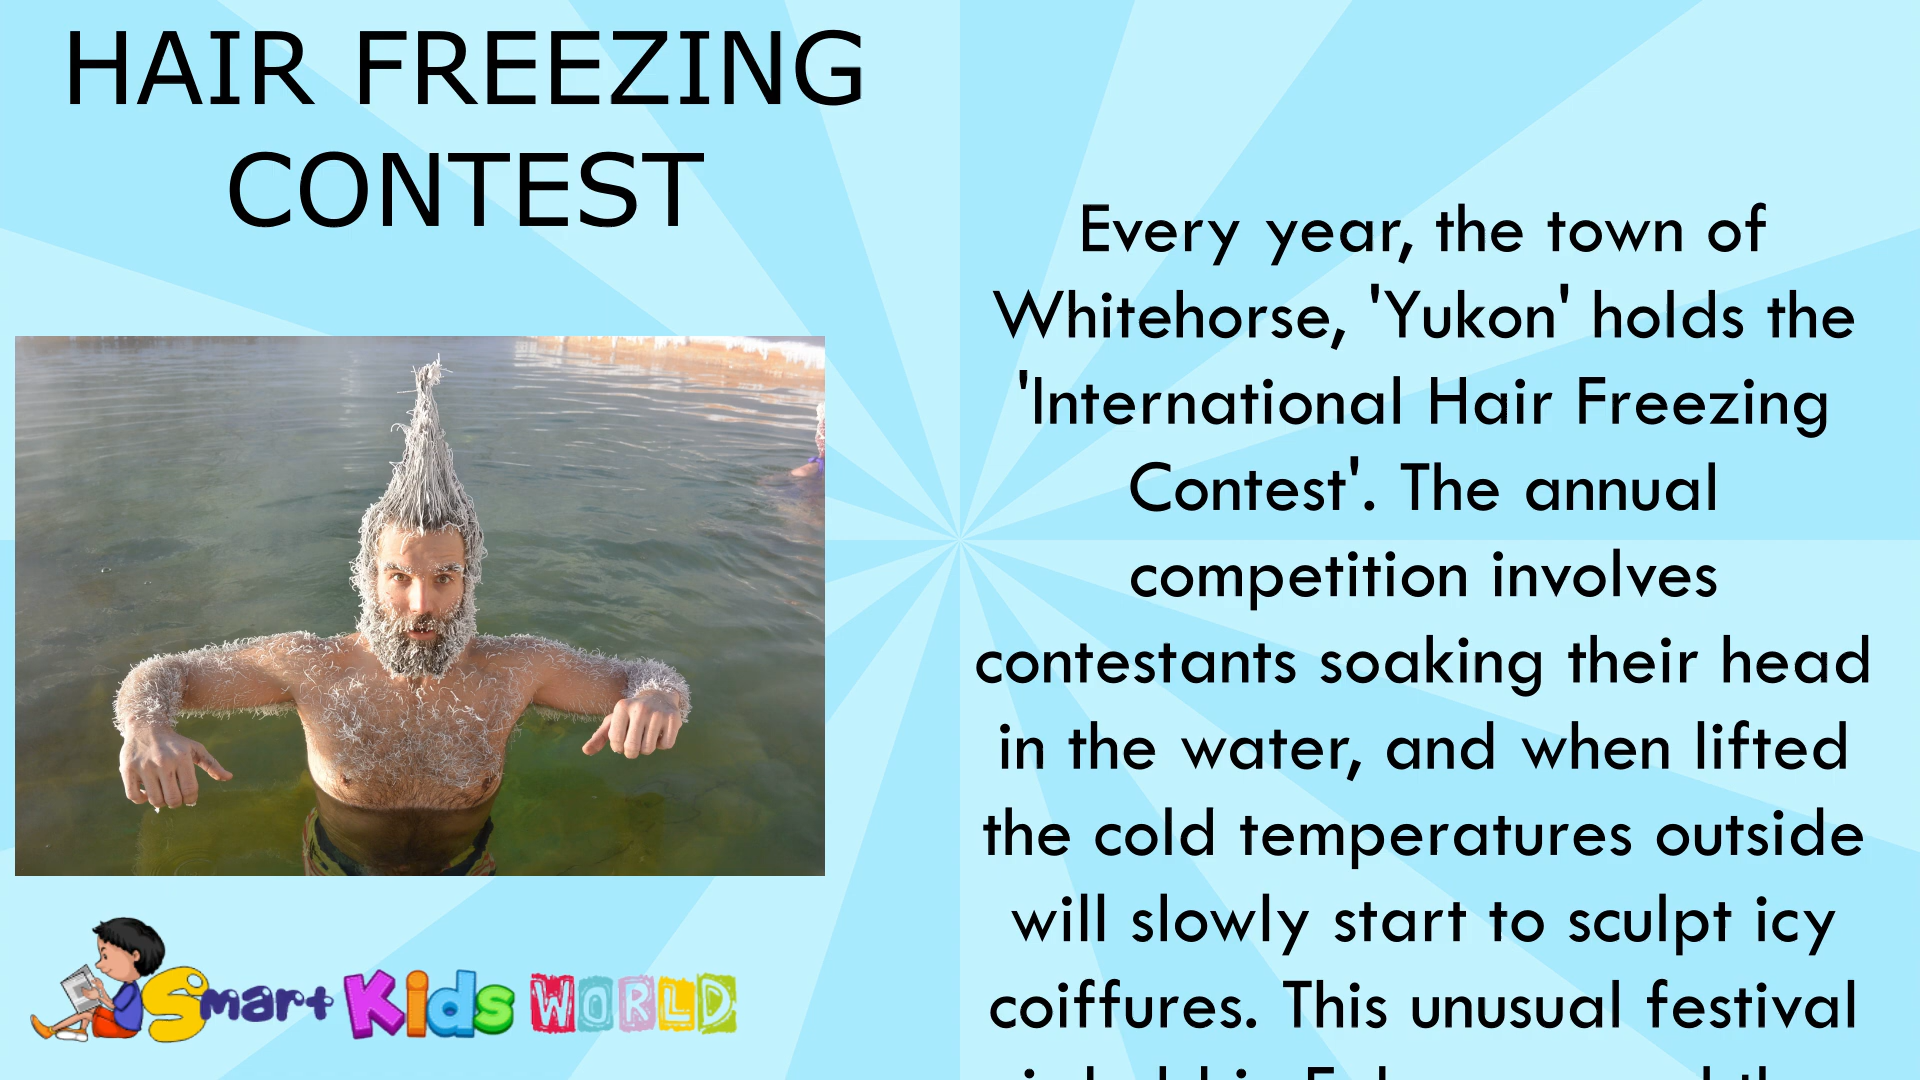 HAIR FREEZING
CONTEST
Every year, the town of
Whitehorse, 'Yukon' holds the
'International Hair Freezing
Contest'. The annual
competition involves
contestants soaking their head
in the water, and when lifted
the cold temperatures outside
will slowly start to sculpt icy
coiffures. This unusual festival
Smart Kids WORLD